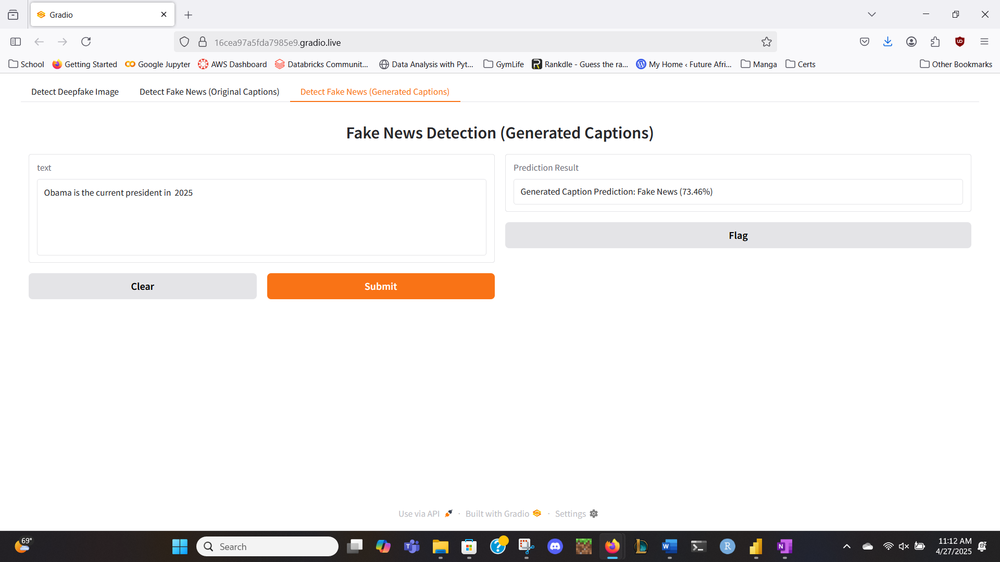 Gradio
16cea97a5fda7985e9.gradio.live
School Getting Started Google Jupyter AWS Dashboard Databricks Communit... Data Analysis with Pyt... GymLife Rankdle - Guess the ra... My Home ‹ Future Afri... Manga Certs Other Bookmarks
Detect Deepfake Image Detect Fake News (Original Captions) Detect Fake News (Generated Captions)
Fake News Detection (Generated Captions)
text
Obama is the current president in  2025
Clear Submit
Prediction Result
Generated Caption Prediction: Fake News (73.46%)
Flag
Use via API · Built with Gradio · Settings
69°
Search
11:12 AM
4/27/2025